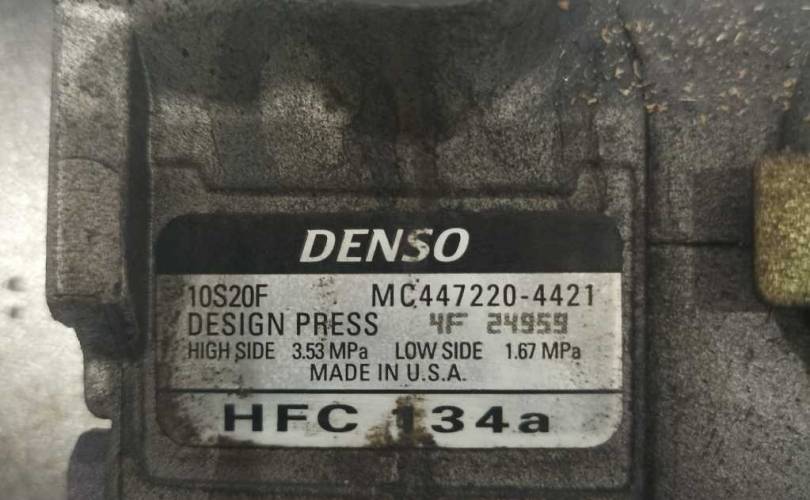 DENSO
10S20F MC447220-4421
DESIGN PRESS 4F 24959
HIGH SIDE 3.53 MPa LOW SIDE 1.67 MPa
MADE IN U.S.A.
HFC 134a